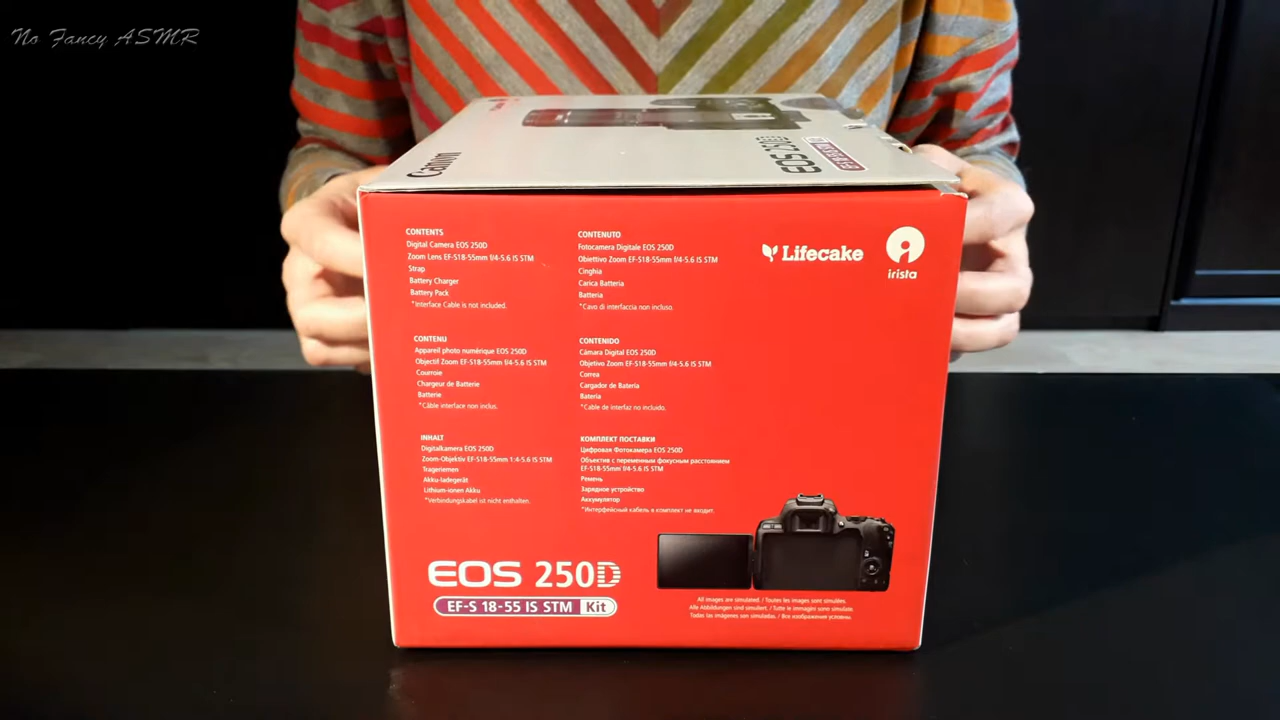 No Fancy ASMR
Canon
EOS 250D
CONTENTS
Digital Camera EOS 250D
Zoom Lens EF-S18-55mm f/4-5.6 IS STM
Strap
Battery Charger
Battery Pack
*Interface Cable is not included.
CONTENUTO
Fotocamera Digitale EOS 250D
Obiettivo Zoom EF-S18-55mm f/4-5.6 IS STM
Cinghia
Carica Batteria
Batteria
*Cavo di interfaccia non incluso.
Lifecake
irista
CONTENU
Appareil photo numérique EOS 250D
Objectif Zoom EF-S18-55mm f/4-5.6 IS STM
Courroie
Chargeur de Batterie
Batterie
*Câble interface non inclus.
CONTENIDO
Cámara Digital EOS 250D
Objetivo Zoom EF-S18-55mm f/4-5.6 IS STM
Correa
Cargador de Batería
Batería
*Cable de interfaz no incluido.
INHALT
Digitalkamera EOS 250D
Zoom-Objektiv EF-S18-55mm 1:4-5.6 IS STM
Trageriemen
Akku-ladegerät
Lithium-ionen Akku
*Verbindungskabel ist nicht enthalten.
КОМПЛЕКТ ПОСТАВКИ
Цифровая Фотокамера EOS 250D
Объектив с переменным фокусным расстоянием
EF-S18-55mm f/4-5.6 IS STM
Ремень
Зарядное устройство
Аккумулятор
*Интерфейсный кабель в комплект не входит.
EOS 250D
EF-S 18-55 IS STM Kit
All images are simulated. / Toutes les images sont simulées.
Alle Abbildungen sind simuliert. / Tutte le immagini sono simulate.
Todas las imágenes son simuladas. / Все изображения условны.